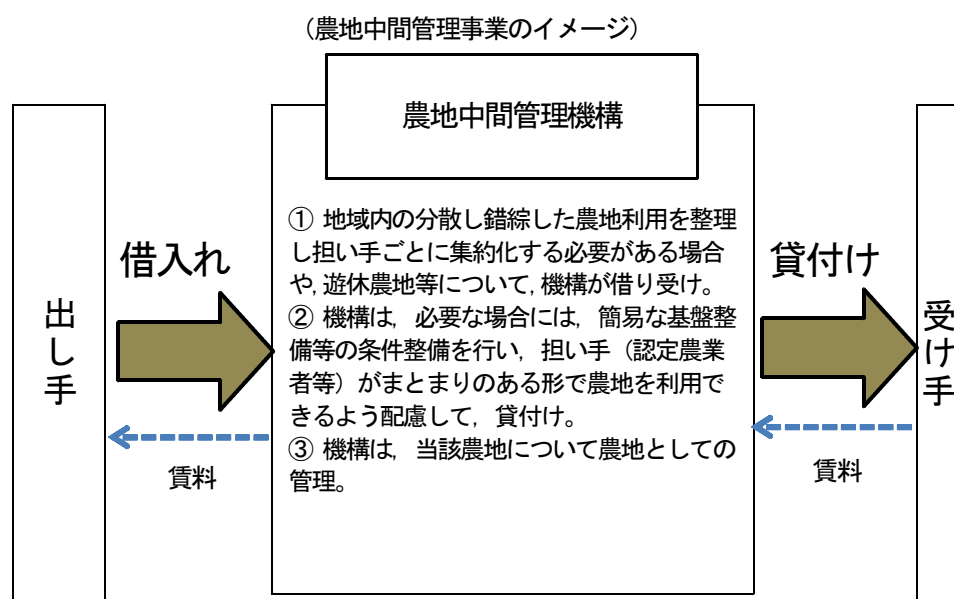 （農地中間管理事業のイメージ）
農地中間管理機構
出し手
借入れ
賃料
① 地域内の分散し錯綜した農地利用を整理
し担い手ごとに集約化する必要がある場合
や,遊休農地等について,機構が借り受け。
② 機構は，必要な場合には，簡易な基盤整
備等の条件整備を行い，担い手（認定農業
者等）がまとまりのある形で農地を利用で
きるよう配慮して，貸付け。
③ 機構は，当該農地について農地としての
管理。
貸付け
賃料
受け手